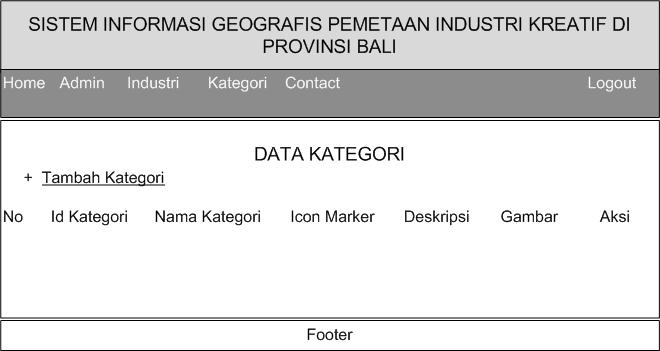 SISTEM INFORMASI GEOGRAFIS PEMETAAN INDUSTRI KREATIF DI
PROVINSI BALI
Home Admin Industri Kategori Contact Logout
DATA KATEGORI
+ Tambah Kategori
No Id Kategori Nama Kategori Icon Marker Deskripsi Gambar Aksi
Footer